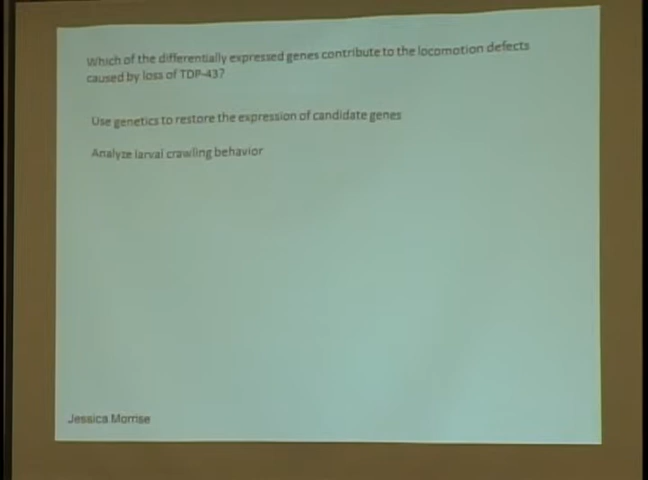 Which of the differentially expressed genes contribute to the locomotion defects
caused by loss of TDP-43?
Use genetics to restore the expression of candidate genes
Analyze larval crawling behavior
Jessica Morrise